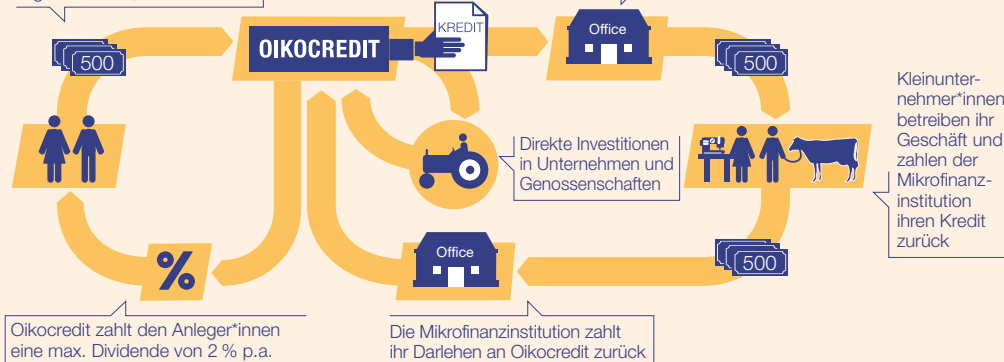 500
OIKOCREDIT
KREDIT
Office
500
Kleinunter-
nehmer*innen
betreiben ihr
Geschäft und
zahlen der
Mikrofinanz-
institution
ihren Kredit
zurück
Direkte Investitionen
in Unternehmen und
Genossenschaften
500
Office
%
Oikocredit zahlt den Anleger*innen
eine max. Dividende von 2 % p.a.
Die Mikrofinanzinstitution zahlt
ihr Darlehen an Oikocredit zurück